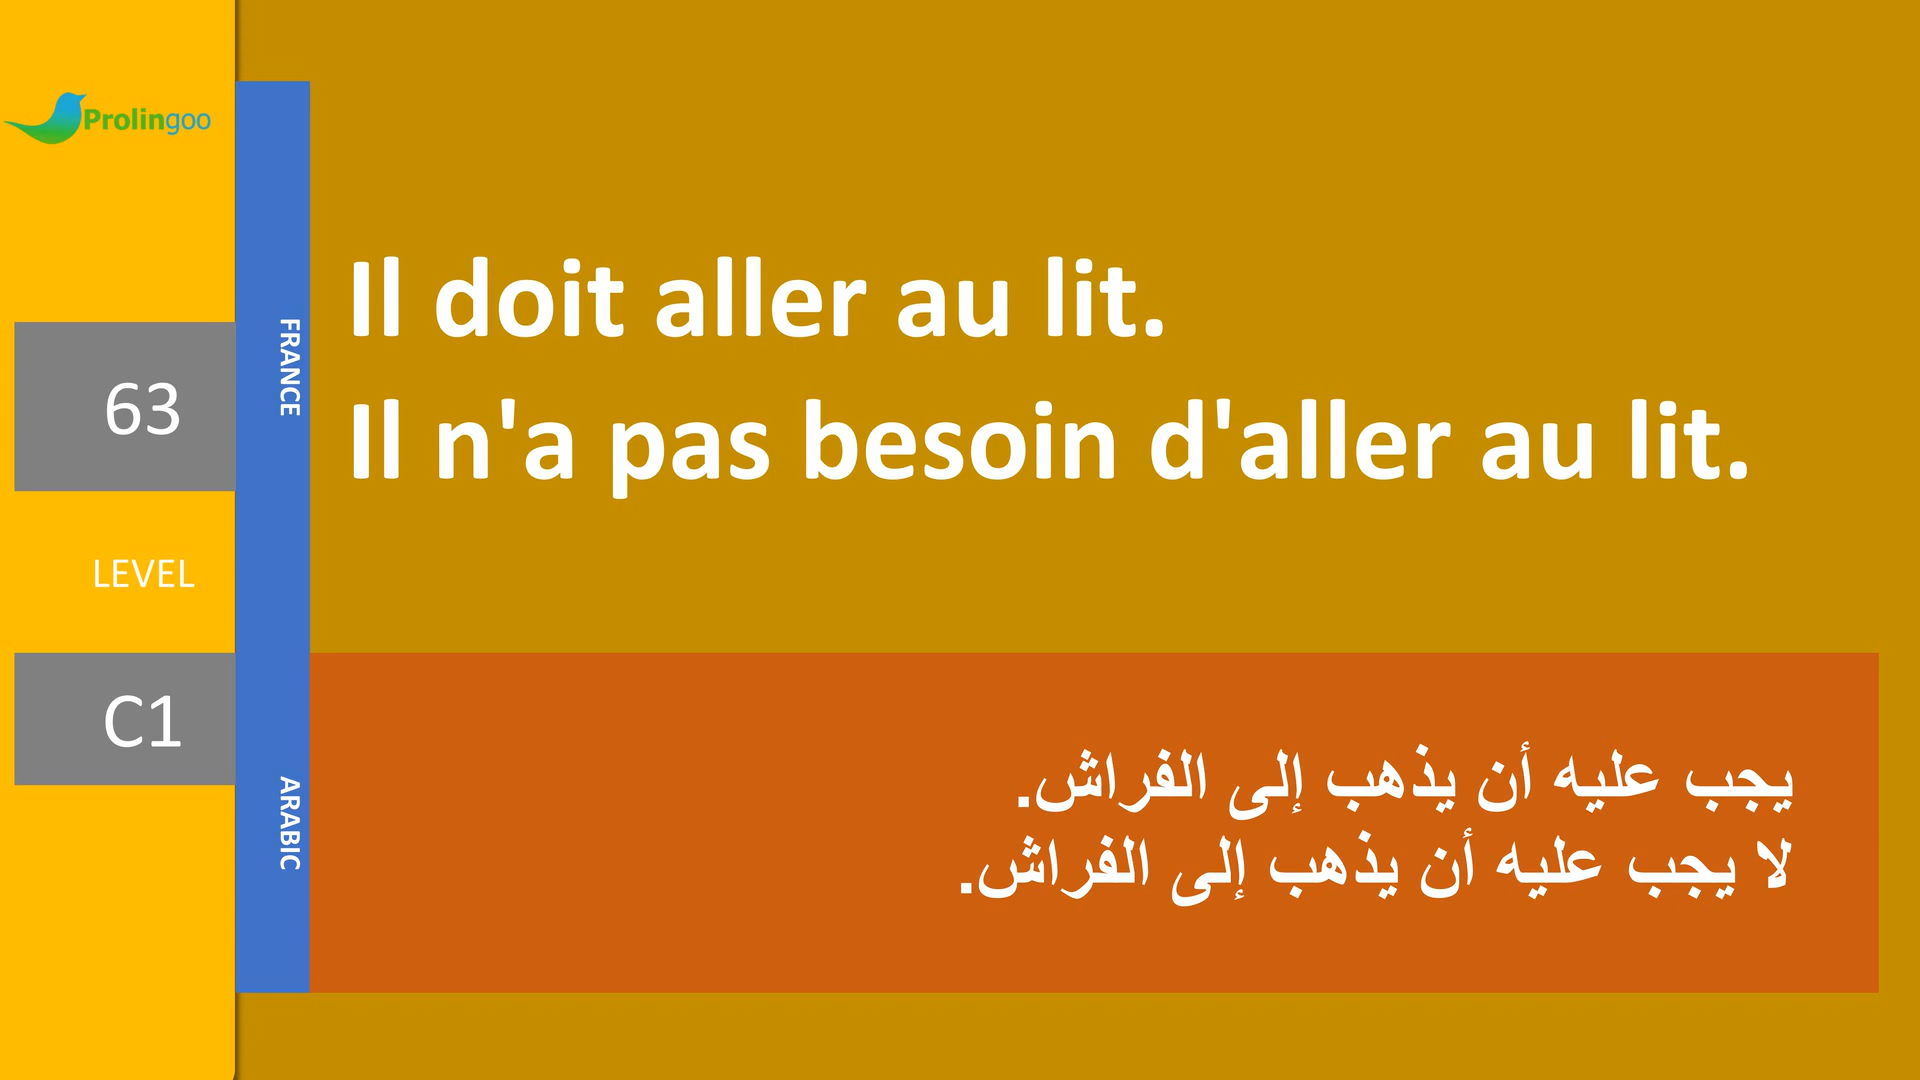 Prolingoo
63
LEVEL
C1
FRANCE
ARABIC
Il doit aller au lit.
Il n'a pas besoin d'aller au lit.
يجب عليه أن يذهب إلى الفراش.
لا يجب عليه أن يذهب إلى الفراش.